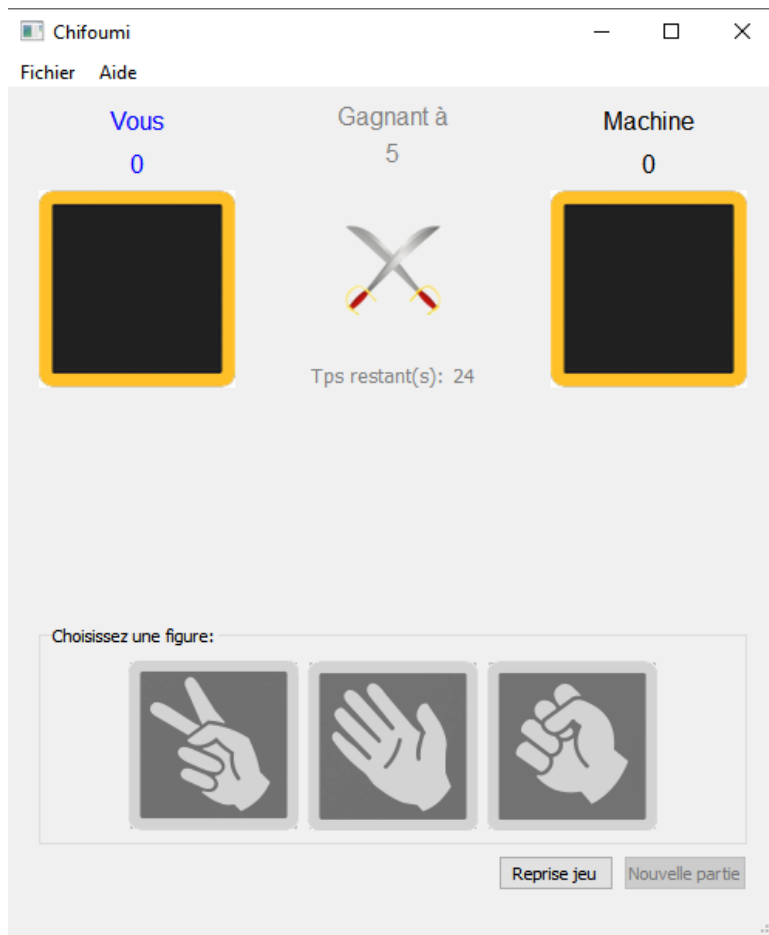 Chifoumi
Fichier Aide
Vous Gagnant à Machine
0 5 0
Tps restant(s): 24
Choisissez une figure:
Reprise jeu Nouvelle partie